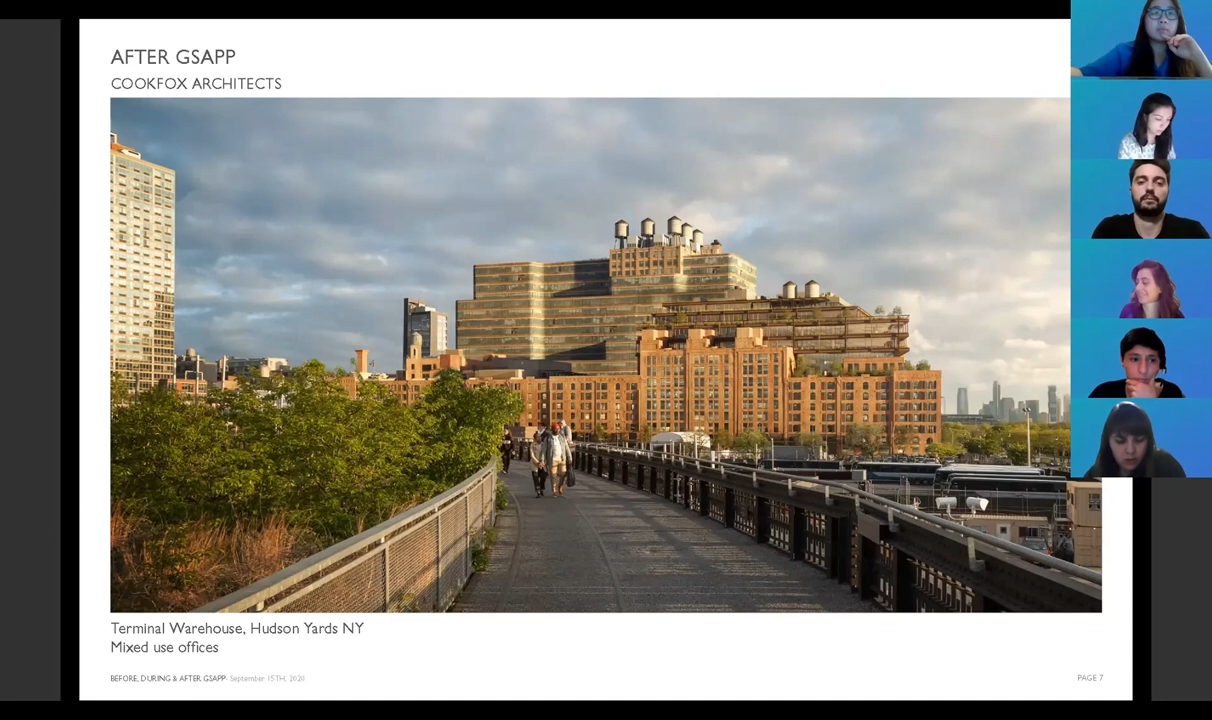 AFTER GSAPP
COOKFOX ARCHITECTS
Terminal Warehouse, Hudson Yards NY
Mixed use offices
BEFORE, DURING & AFTER GSAPP- September 15TH, 2020
PAGE 7